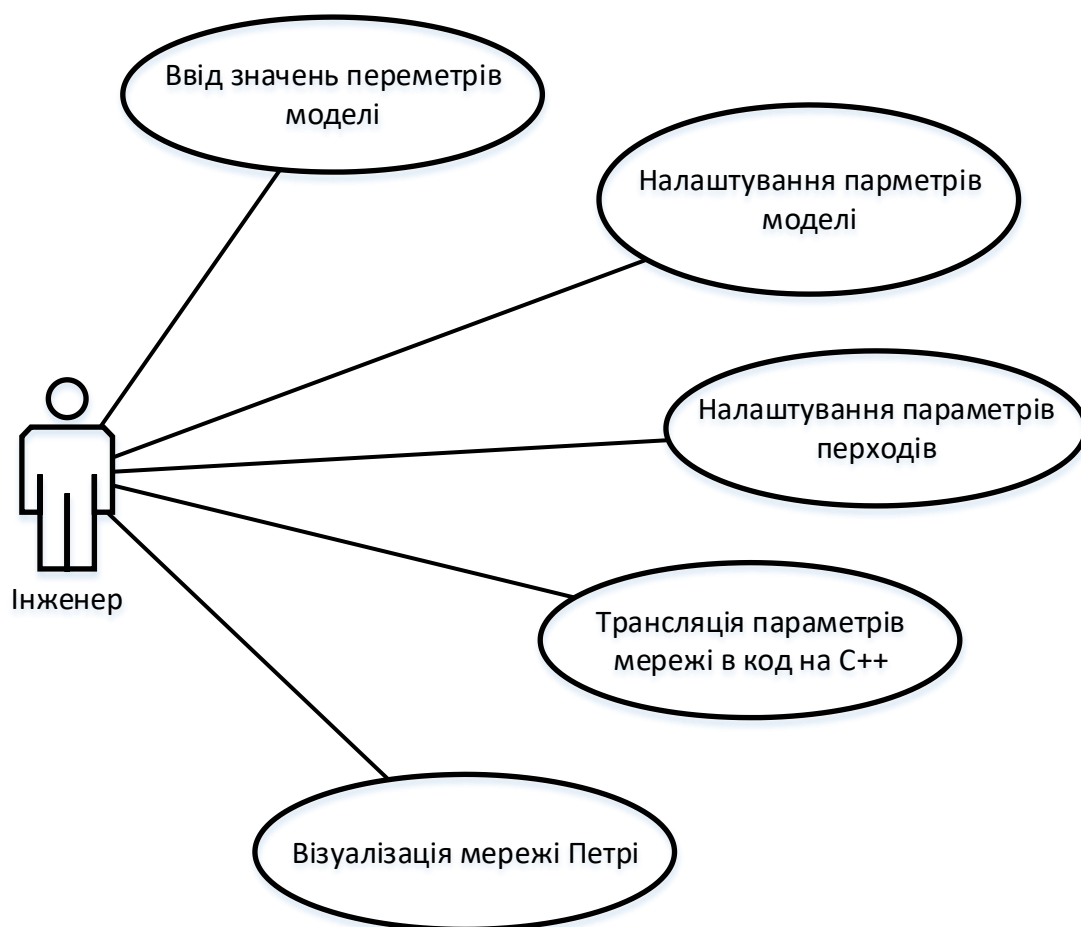 Ввід значень переметрів
моделі
Налаштування парметрів
моделі
Налаштування параметрів
перходів
Інженер
Трансляція параметрів
мережі в код на С++
Візуалізація мережі Петрі